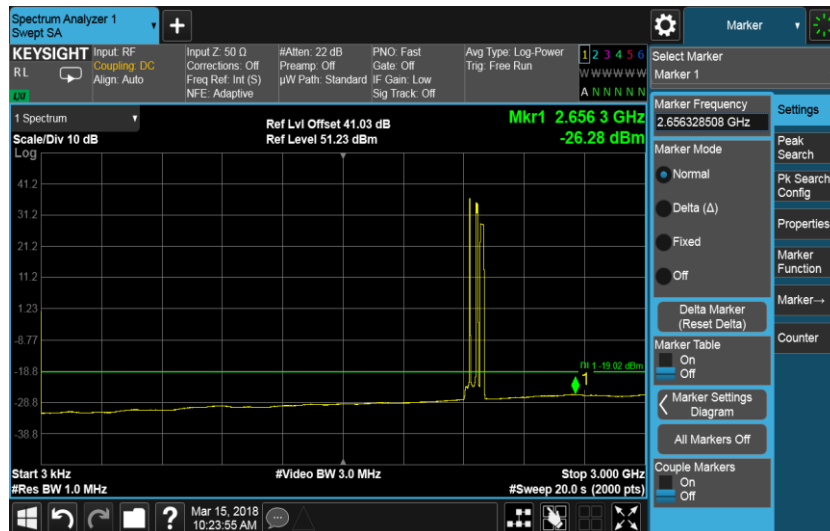 Spectrum Analyzer 1
Swept SA
Marker
KEYSIGHT
RL
LXI
Input: RF
Coupling: DC
Align: Auto
Input Z: 50 Ω
Corrections: Off
Freq Ref: Int (S)
NFE: Adaptive
#Atten: 22 dB
Preamp: Off
µW Path: Standard
PNO: Fast
Gate: Off
IF Gain: Low
Sig Track: Off
Avg Type: Log-Power
Trig: Free Run
1 2 3 4 5 6
W W W W W W
A N N N N N
Select Marker
Marker 1
1 Spectrum
Scale/Div 10 dB
Log
Ref Lvl Offset 41.03 dB
Ref Level 51.23 dBm
Mkr1 2.656 3 GHz
-26.28 dBm
41.2
31.2
21.2
11.2
1.23
-8.77
-18.8
-28.8
-38.8
DL1 -19.02 dBm
1
Start 3 kHz
#Res BW 1.0 MHz
#Video BW 3.0 MHz
Stop 3.000 GHz
#Sweep 20.0 s (2000 pts)
Marker Frequency
2.656328508 GHz
Marker Mode
Normal
Delta (Δ)
Fixed
Off
Delta Marker
(Reset Delta)
Marker Table
On
Off
Marker Settings
Diagram
All Markers Off
Couple Markers
On
Off
Settings
Peak
Search
Pk Search
Config
Properties
Marker
Function
Marker→
Counter
?
Mar 15, 2018
10:23:55 AM